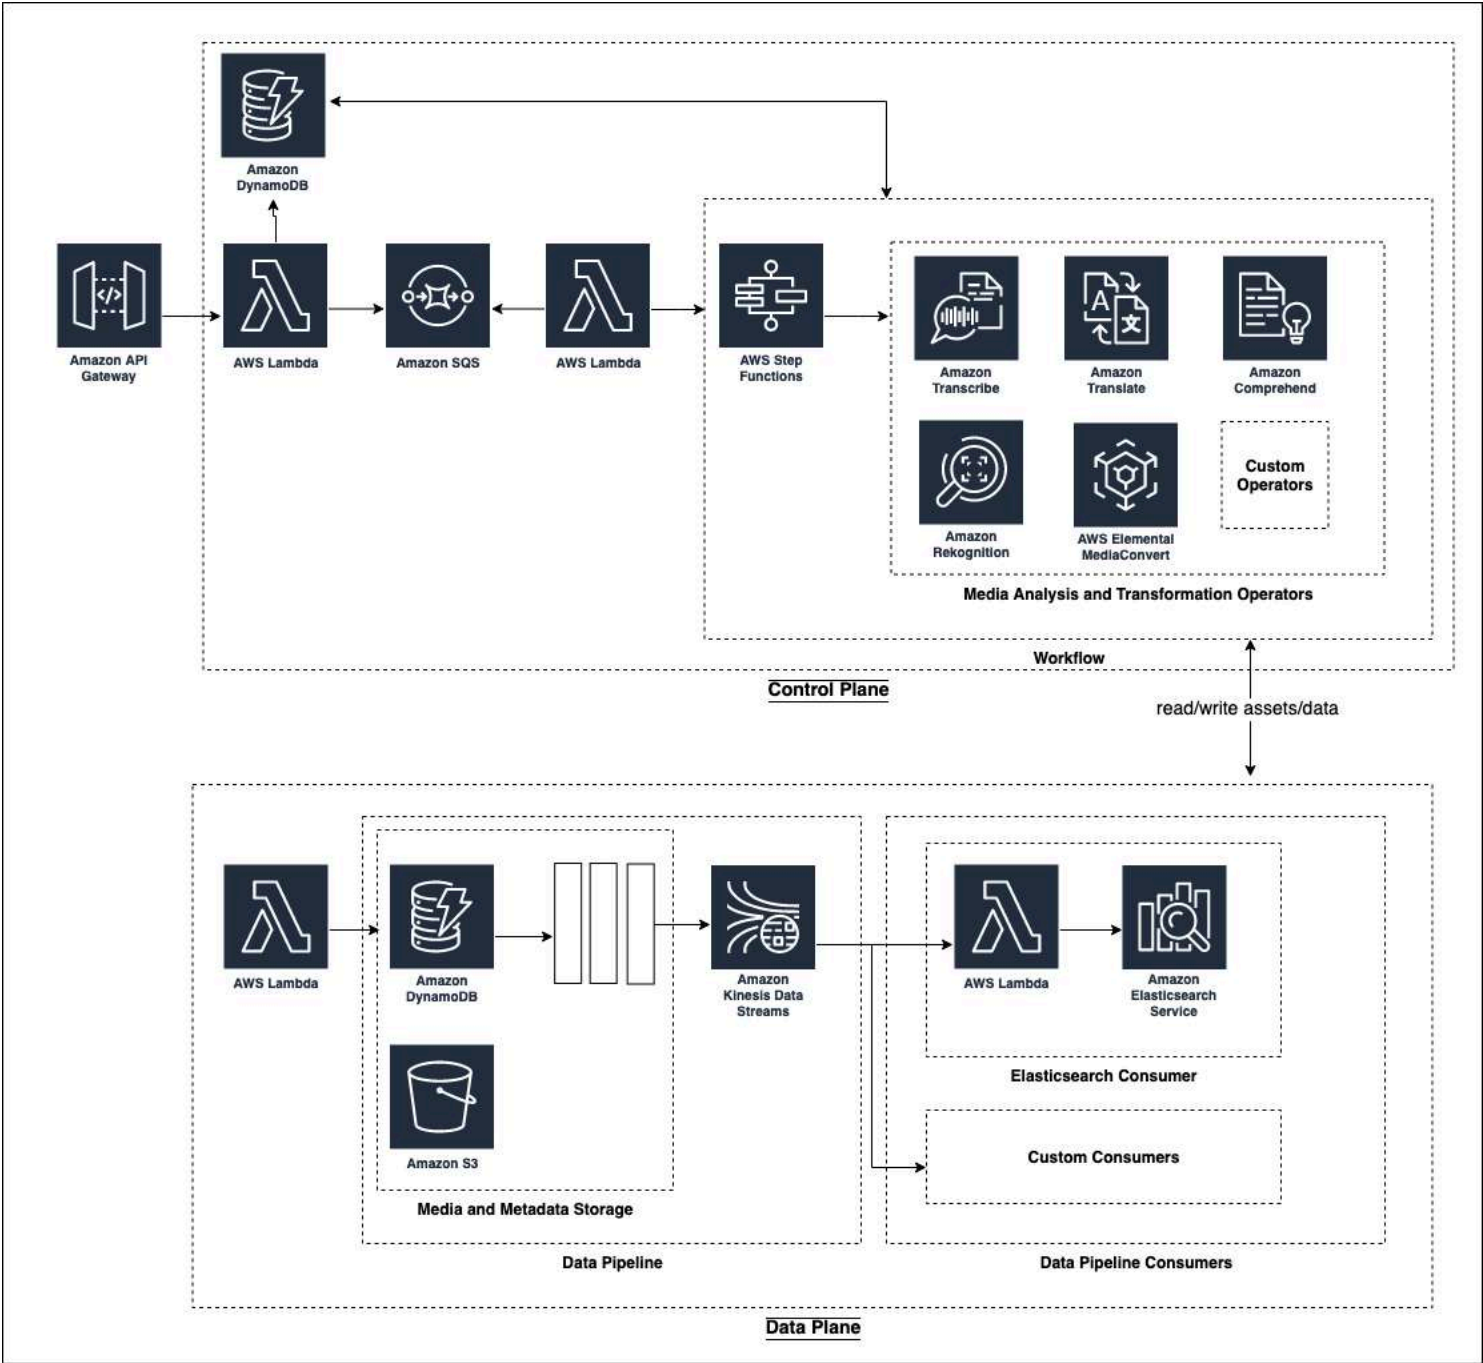 Amazon
DynamoDB
Amazon API
Gateway
AWS Lambda
Amazon SQS
AWS Lambda
AWS Step
Functions
</>
Amazon
Transcribe
A 文
Amazon
Translate
Amazon
Comprehend
Amazon
Rekognition
AWS Elemental
MediaConvert
Custom
Operators
Media Analysis and Transformation Operators
Workflow
Control Plane
read/write assets/data
AWS Lambda
Amazon
DynamoDB
Amazon
Kinesis Data
Streams
AWS Lambda
Amazon
Elasticsearch
Service
Elasticsearch Consumer
Amazon S3
Custom Consumers
Media and Metadata Storage
Data Pipeline
Data Pipeline Consumers
Data Plane